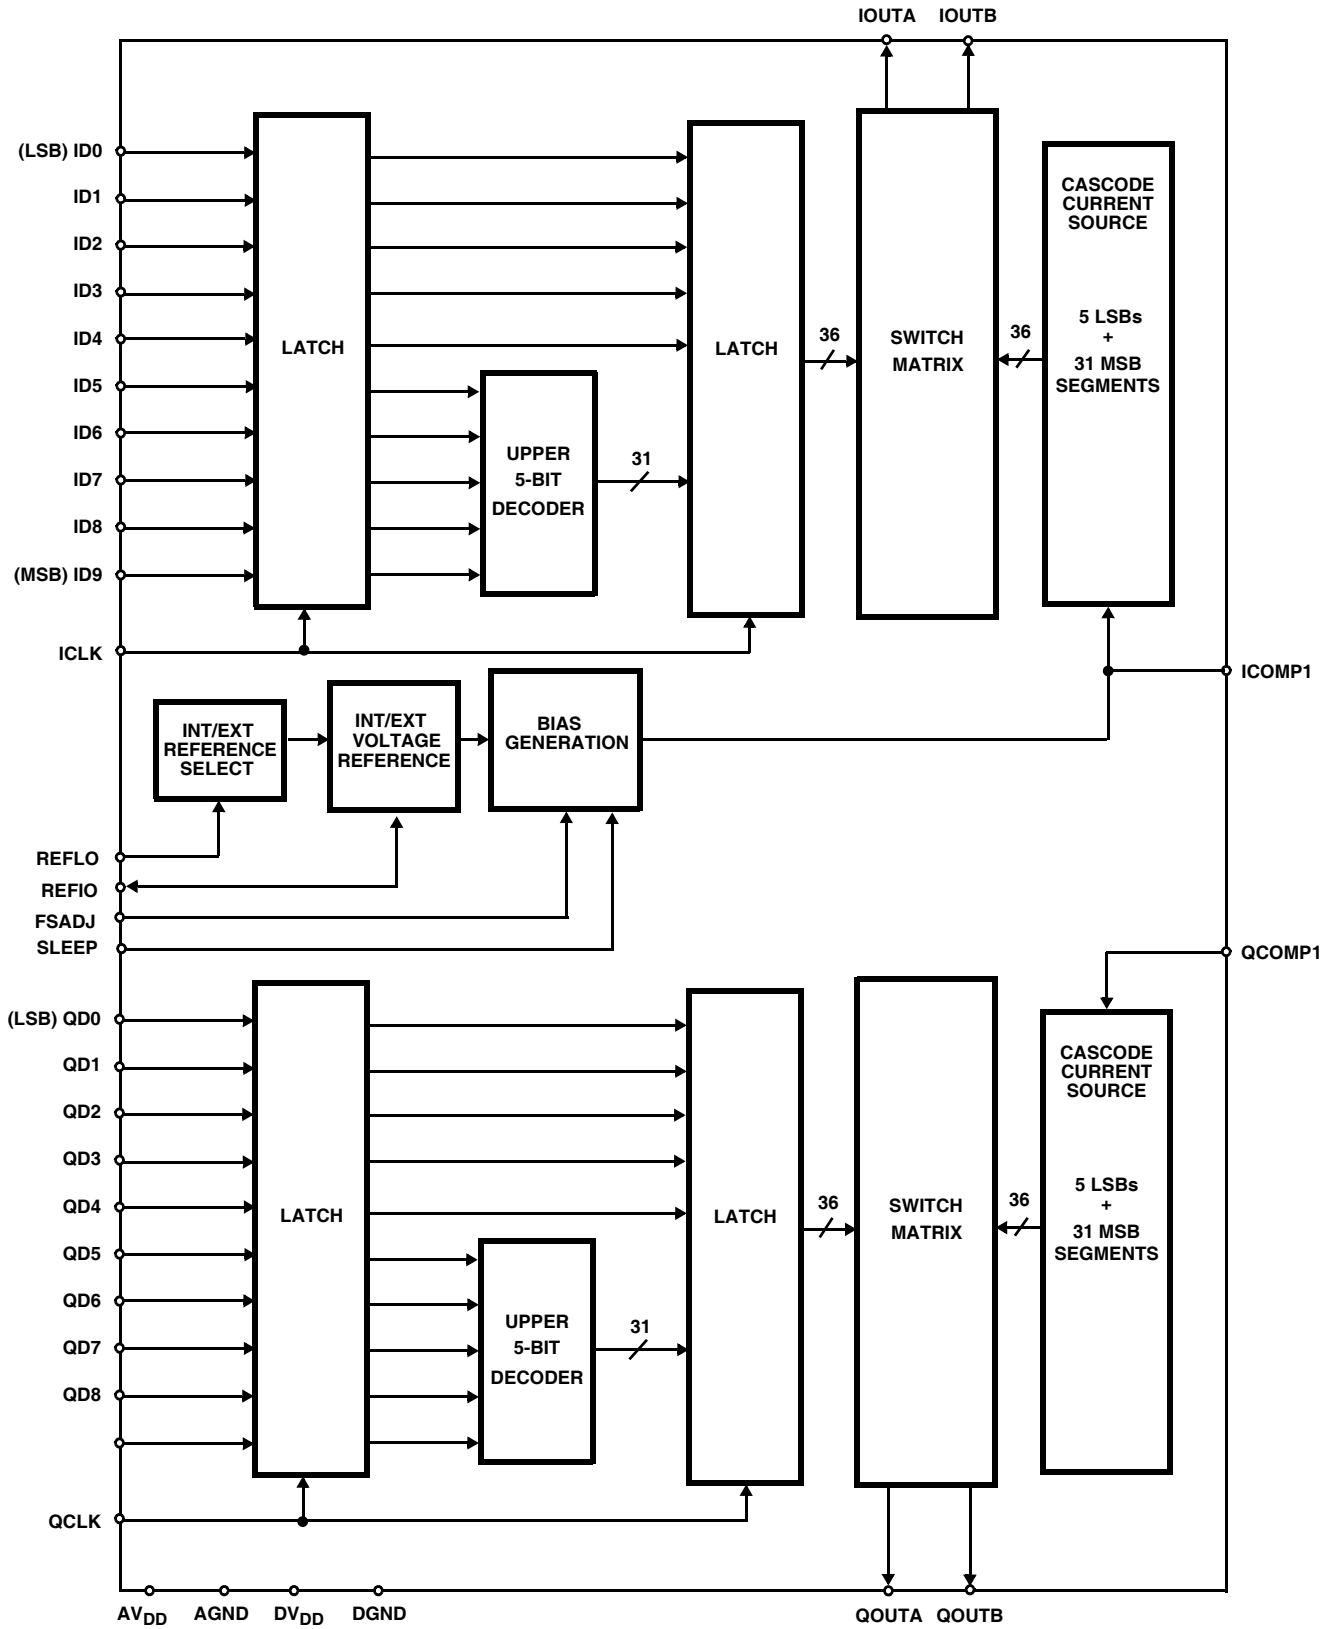 IOUTA IOUTB
(LSB) ID0
ID1
ID2
ID3
ID4
ID5
ID6
ID7
ID8
(MSB) ID9
ICLK
LATCH
UPPER
5-BIT
DECODER
31
LATCH
36
SWITCH
MATRIX
36
CASCODE
CURRENT
SOURCE
5 LSBs
+
31 MSB
SEGMENTS
ICOMP1
INT/EXT
REFERENCE
SELECT
INT/EXT
VOLTAGE
REFERENCE
BIAS
GENERATION
REFLO
REFIO
FSADJ
SLEEP
QCOMP1
(LSB) QD0
QD1
QD2
QD3
QD4
QD5
QD6
QD7
QD8
QCLK
LATCH
UPPER
5-BIT
DECODER
31
LATCH
36
SWITCH
MATRIX
36
CASCODE
CURRENT
SOURCE
5 LSBs
+
31 MSB
SEGMENTS
AVDD AGND DVDD DGND QOUTA QOUTB